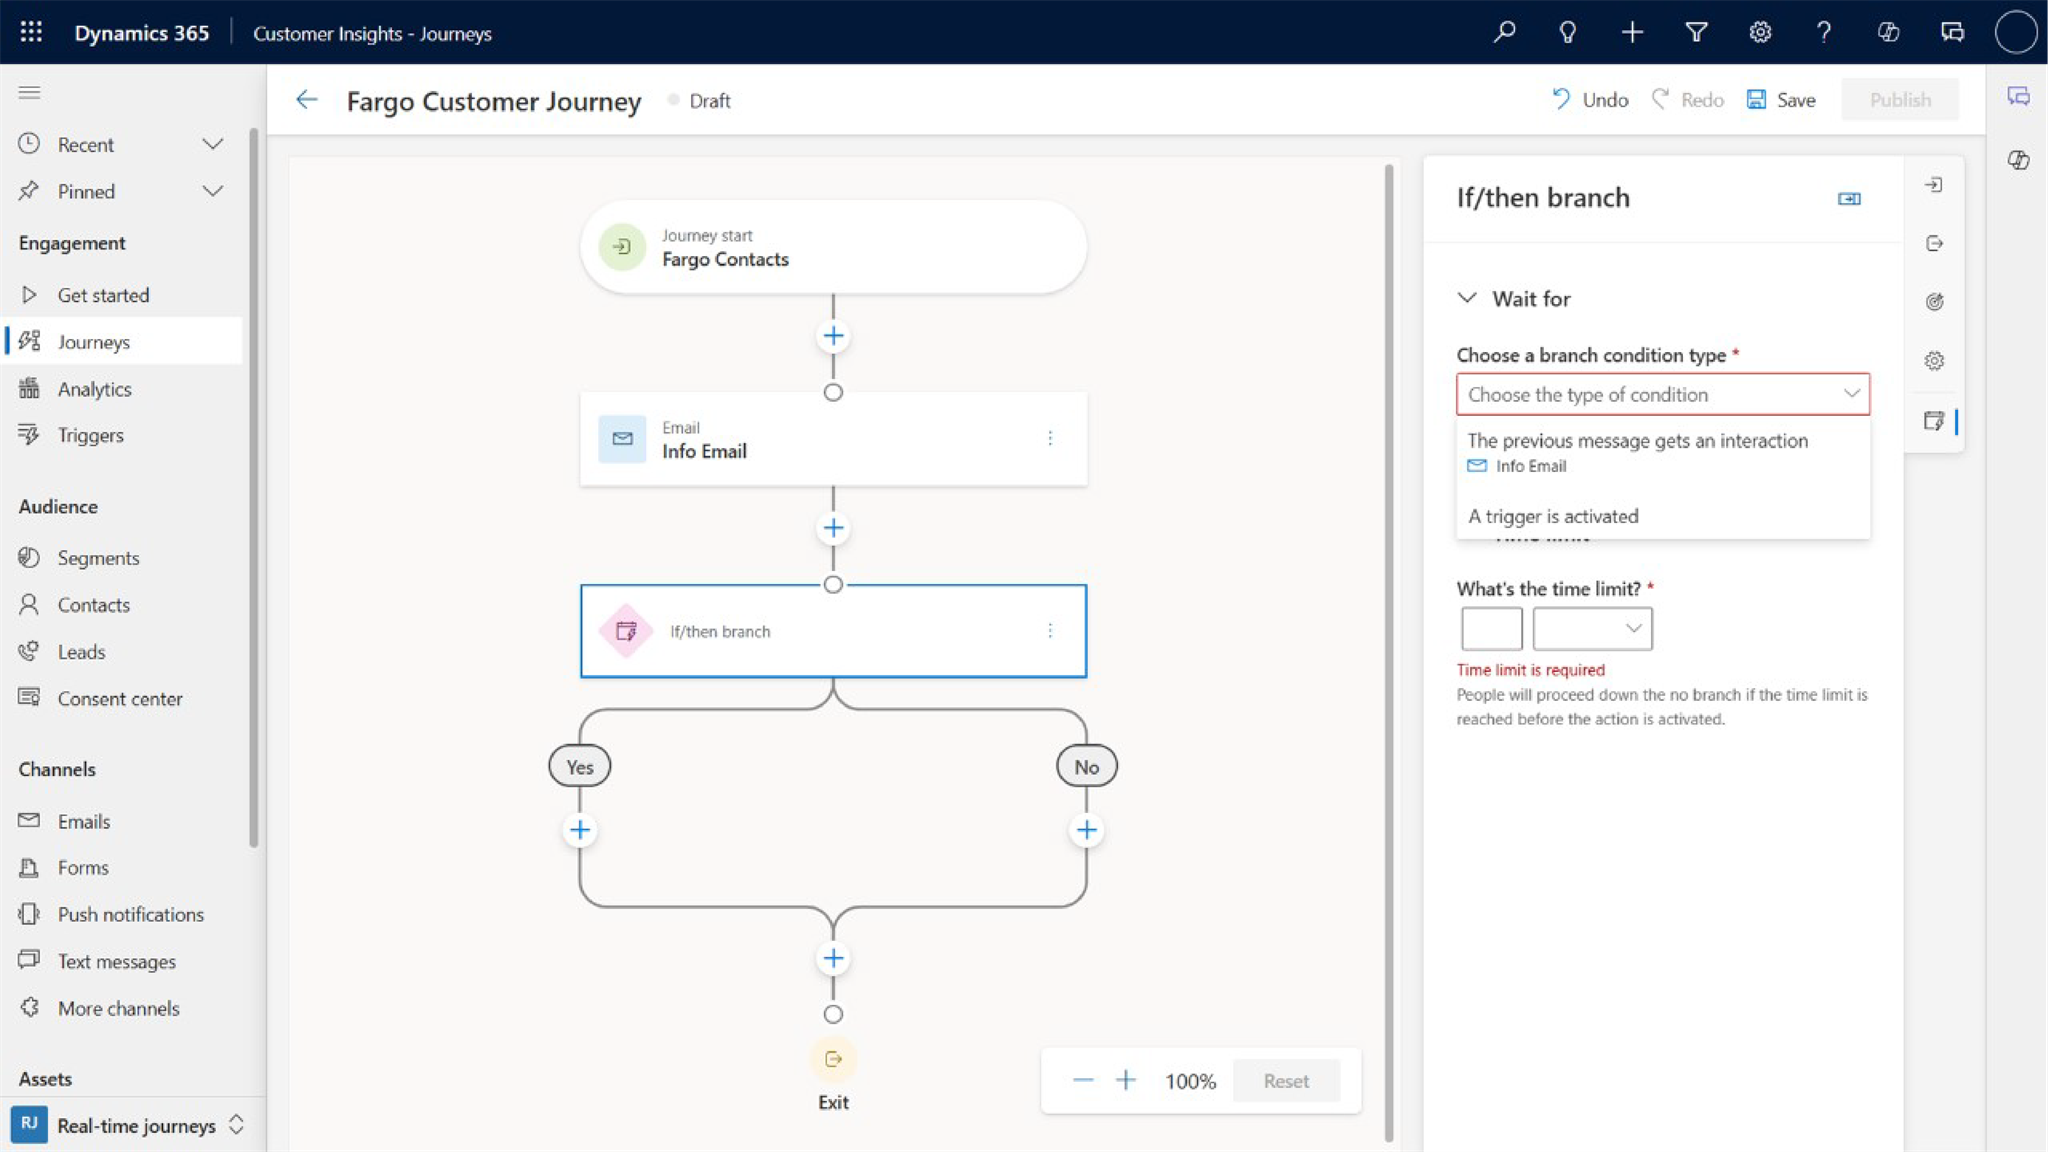 Dynamics 365
Customer Insights - Journeys
Fargo Customer Journey
Draft
Undo
Redo
Save
Publish
Recent
Pinned
Engagement
Get started
Journeys
Analytics
Triggers
Audience
Segments
Contacts
Leads
Consent center
Channels
Emails
Forms
Push notifications
Text messages
More channels
Assets
RJ
Real-time journeys
Journey start
Fargo Contacts
Email
Info Email
If/then branch
Yes
No
Exit
100%
Reset
If/then branch
Wait for
Choose a branch condition type *
Choose the type of condition
The previous message gets an interaction
Info Email
A trigger is activated
What's the time limit? *
Time limit is required
People will proceed down the no branch if the time limit is
reached before the action is activated.